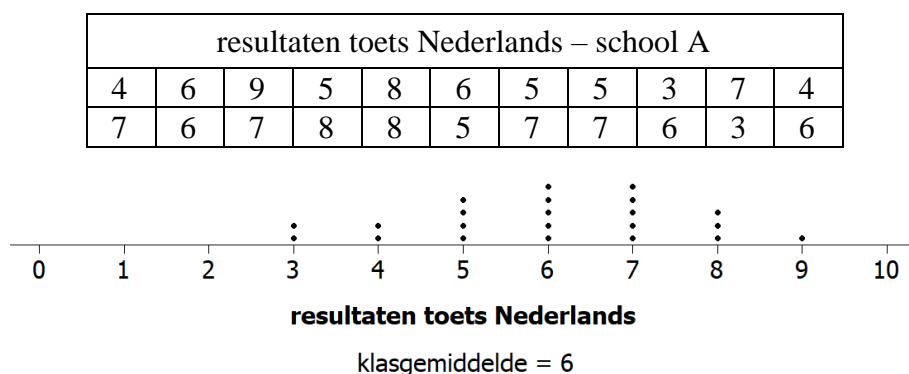 resultaten toets Nederlands – school A
4 6 9 5 8 6 5 5 3 7 4
7 6 7 8 8 5 7 7 6 3 6
0 1 2 3 4 5 6 7 8 9 10
resultaten toets Nederlands
klasgemiddelde = 6